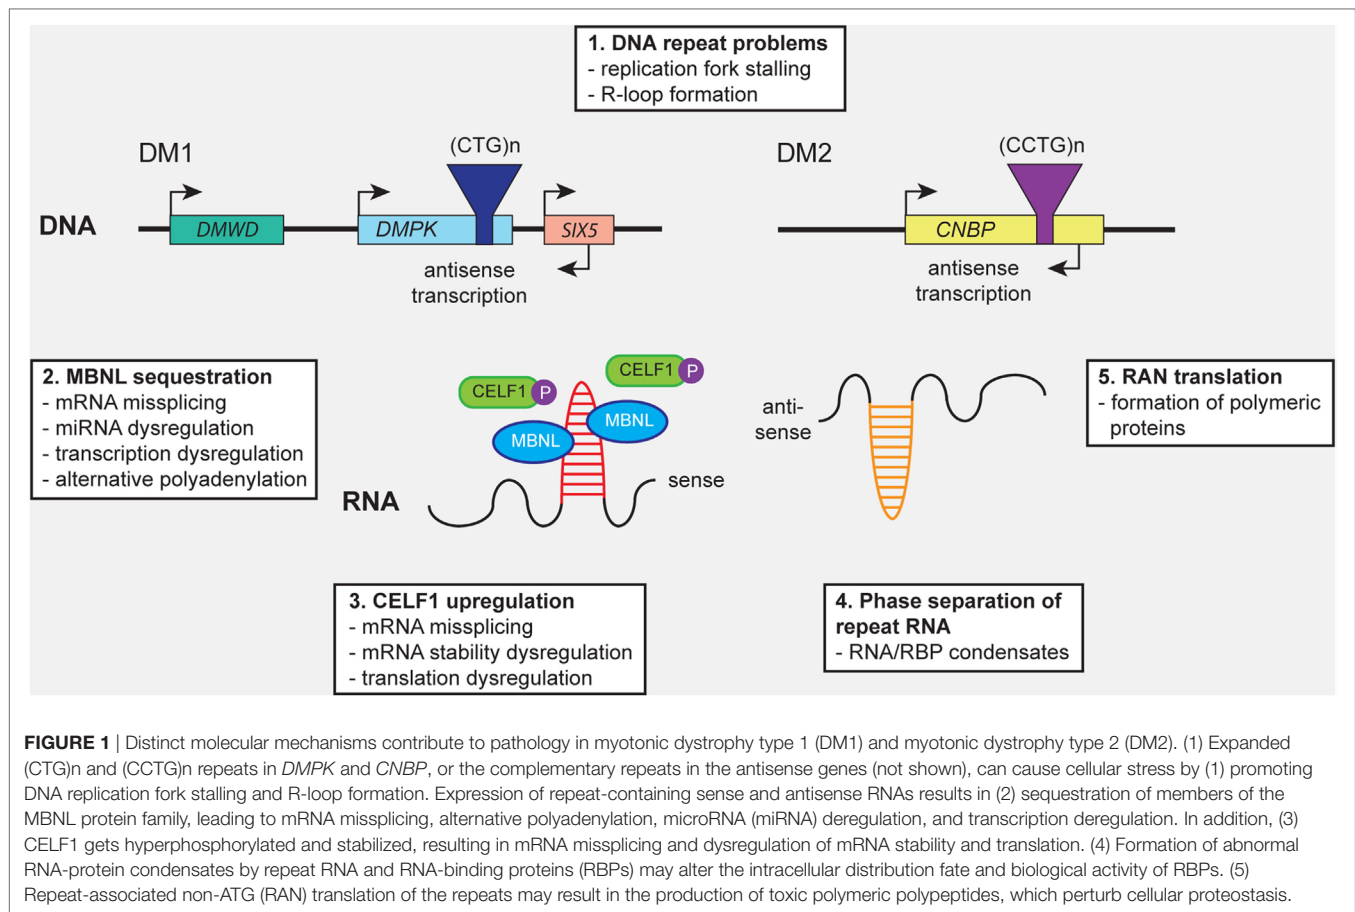 1. DNA repeat problems
- replication fork stalling
- R-loop formation
DM1
(CTG)n
DM2
(CCTG)n
DNA
DMWD
DMPK
SIX5
CNBP
antisense
transcription
antisense
transcription
2. MBNL sequestration
- mRNA missplicing
- miRNA dysregulation
- transcription dysregulation
- alternative polyadenylation
CELF1
P
CELF1
P
MBNL
MBNL
RNA
sense
anti-
sense
5. RAN translation
- formation of polymeric
proteins
3. CELF1 upregulation
- mRNA missplicing
- mRNA stability dysregulation
- translation dysregulation
4. Phase separation of
repeat RNA
- RNA/RBP condensates
FIGURE 1 | Distinct molecular mechanisms contribute to pathology in myotonic dystrophy type 1 (DM1) and myotonic dystrophy type 2 (DM2). (1) Expanded
(CTG)n and (CCTG)n repeats in DMPK and CNBP, or the complementary repeats in the antisense genes (not shown), can cause cellular stress by (1) promoting
DNA replication fork stalling and R-loop formation. Expression of repeat-containing sense and antisense RNAs results in (2) sequestration of members of the
MBNL protein family, leading to mRNA missplicing, alternative polyadenylation, microRNA (miRNA) deregulation, and transcription deregulation. In addition, (3)
CELF1 gets hyperphosphorylated and stabilized, resulting in mRNA missplicing and dysregulation of mRNA stability and translation. (4) Formation of abnormal
RNA-protein condensates by repeat RNA and RNA-binding proteins (RBPs) may alter the intracellular distribution fate and biological activity of RBPs. (5)
Repeat-associated non-ATG (RAN) translation of the repeats may result in the production of toxic polymeric polypeptides, which perturb cellular proteostasis.